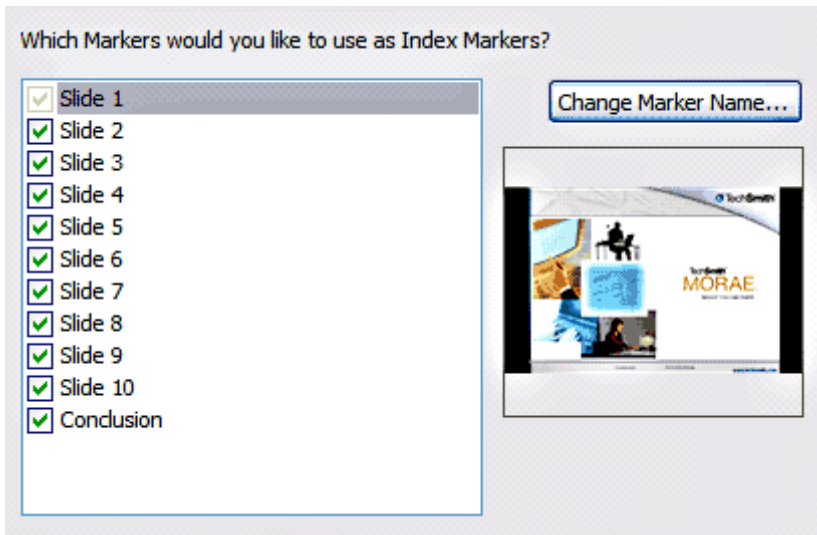 Which Markers would you like to use as Index Markers?
Slide 1
Slide 2
Slide 3
Slide 4
Slide 5
Slide 6
Slide 7
Slide 8
Slide 9
Slide 10
Conclusion
Change Marker Name...
TechSmith
TechSmith
MORAE